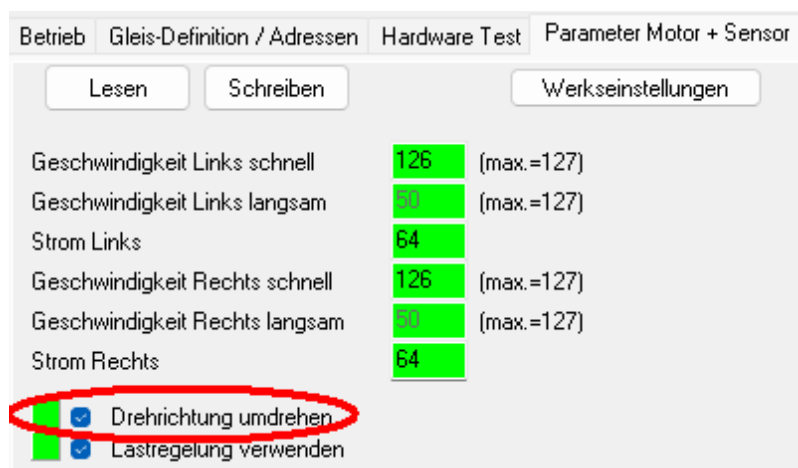 Betrieb Gleis-Definition / Adressen Hardware Test Parameter Motor + Sensor
Lesen Schreiben Werkseinstellungen
Geschwindigkeit Links schnell 126 (max.=127)
Geschwindigkeit Links langsam 50 (max.=127)
Strom Links 64
Geschwindigkeit Rechts schnell 126 (max.=127)
Geschwindigkeit Rechts langsam 50 (max.=127)
Strom Rechts 64
Drehrichtung umdrehen
Lastregelung verwenden